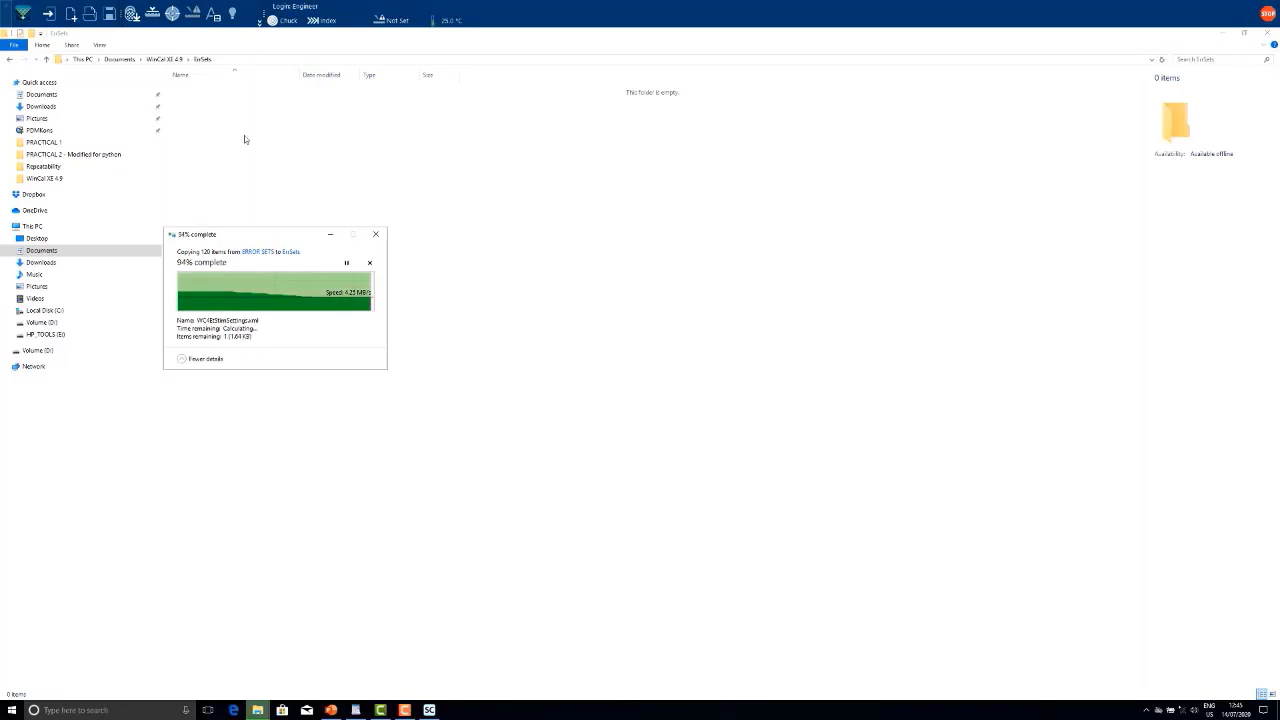 Login: Engineer
Chuck
Index
Not Set
25.0 °C
STOP
ErrSets
File
Home
Share
View
This PC > Documents > WinCal XE 4.9 > ErrSets
Search ErrSets
Name
Date modified
Type
Size
This folder is empty.
0 items
Availability: Available offline
Quick access
Documents
Downloads
Pictures
PDMKons
PRACTICAL 1
PRACTICAL 2 - Modified for python
Repeatability
WinCal XE 4.9
Dropbox
OneDrive
This PC
Desktop
Documents
Downloads
Music
Pictures
Videos
Local Disk (C:)
Volume (D:)
HP_TOOLS (E:)
Volume (D:)
Network
94% complete
Copying 120 items from ERROR SETS to ErrSets
94% complete
Speed: 4.25 MB/s
Name: WC4EtStimSettings.xml
Time remaining: Calculating...
Items remaining: 1 (1.64 KB)
Fewer details
0 items
Type here to search
SC
ENG
US
12:45
14/07/2020